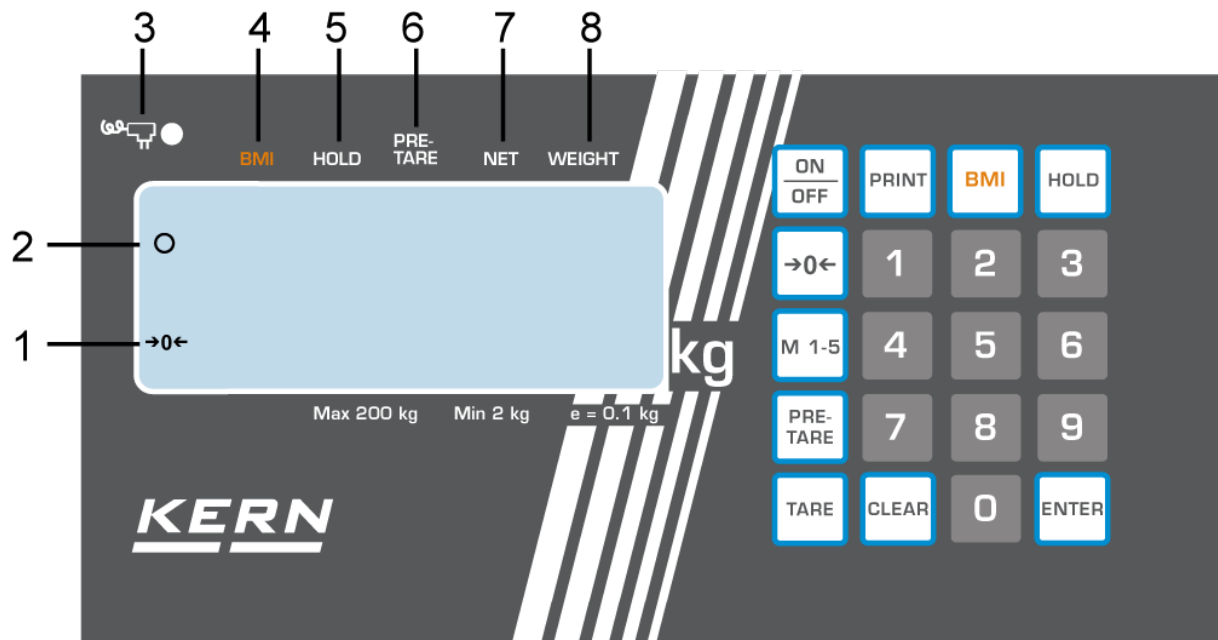 3 4 5 6 7 8
BMI HOLD PRE-TARE NET WEIGHT
2
1 →0←
kg
Max 200 kg Min 2 kg e = 0.1 kg
KERN
ON
OFF
PRINT BMI HOLD
→0← 1 2 3
M 1-5 4 5 6
PRE-
TARE
7 8 9
TARE CLEAR 0 ENTER